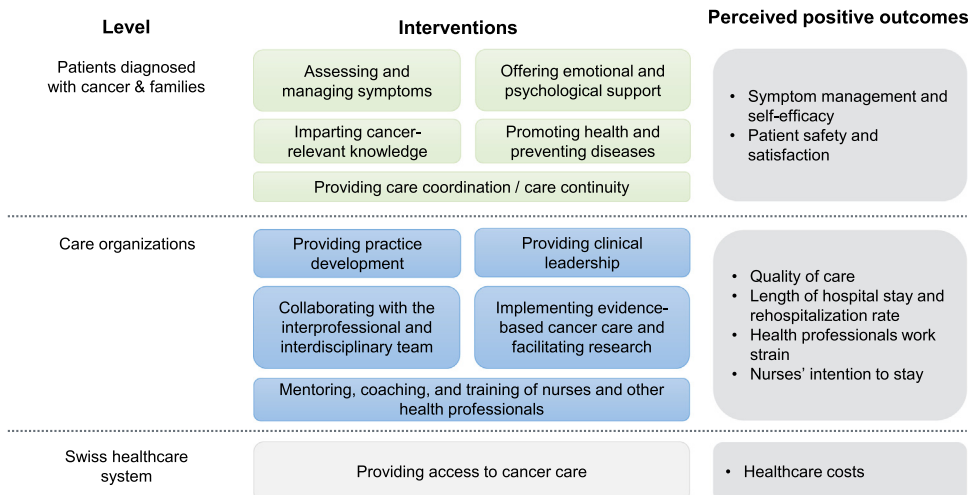 Level
Interventions
Perceived positive outcomes
Patients diagnosed
with cancer & families
Assessing and
managing symptoms
Offering emotional and
psychological support
Imparting cancer-
relevant knowledge
Promoting health and
preventing diseases
Providing care coordination / care continuity
• Symptom management and
self-efficacy
• Patient safety and
satisfaction
Care organizations
Providing practice
development
Providing clinical
leadership
Collaborating with the
interprofessional and
interdisciplinary team
Implementing evidence-
based cancer care and
facilitating research
Mentoring, coaching, and training of nurses and other
health professionals
• Quality of care
• Length of hospital stay and
rehospitalization rate
• Health professionals work
strain
• Nurses' intention to stay
Swiss healthcare
system
Providing access to cancer care
• Healthcare costs